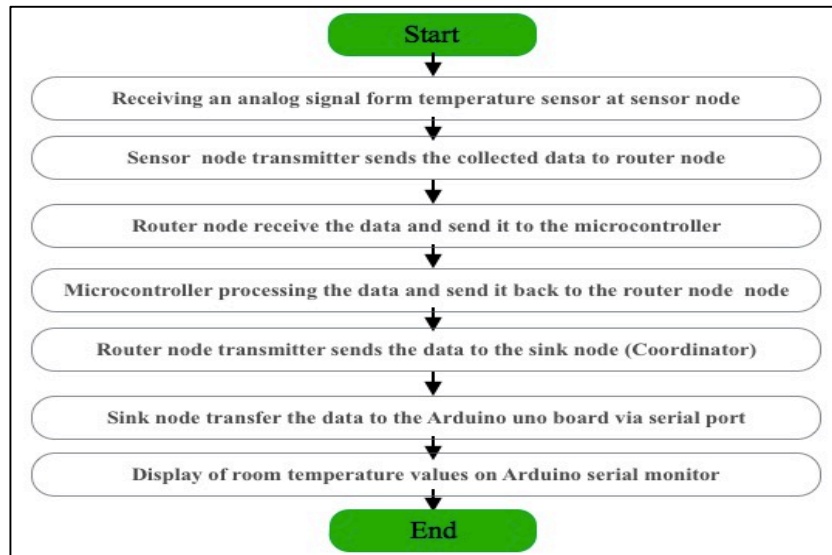 Start
Receiving an analog signal form temperature sensor at sensor node
Sensor node transmitter sends the collected data to router node
Router node receive the data and send it to the microcontroller
Microcontroller processing the data and send it back to the router node node
Router node transmitter sends the data to the sink node (Coordinator)
Sink node transfer the data to the Arduino uno board via serial port
Display of room temperature values on Arduino serial monitor
End